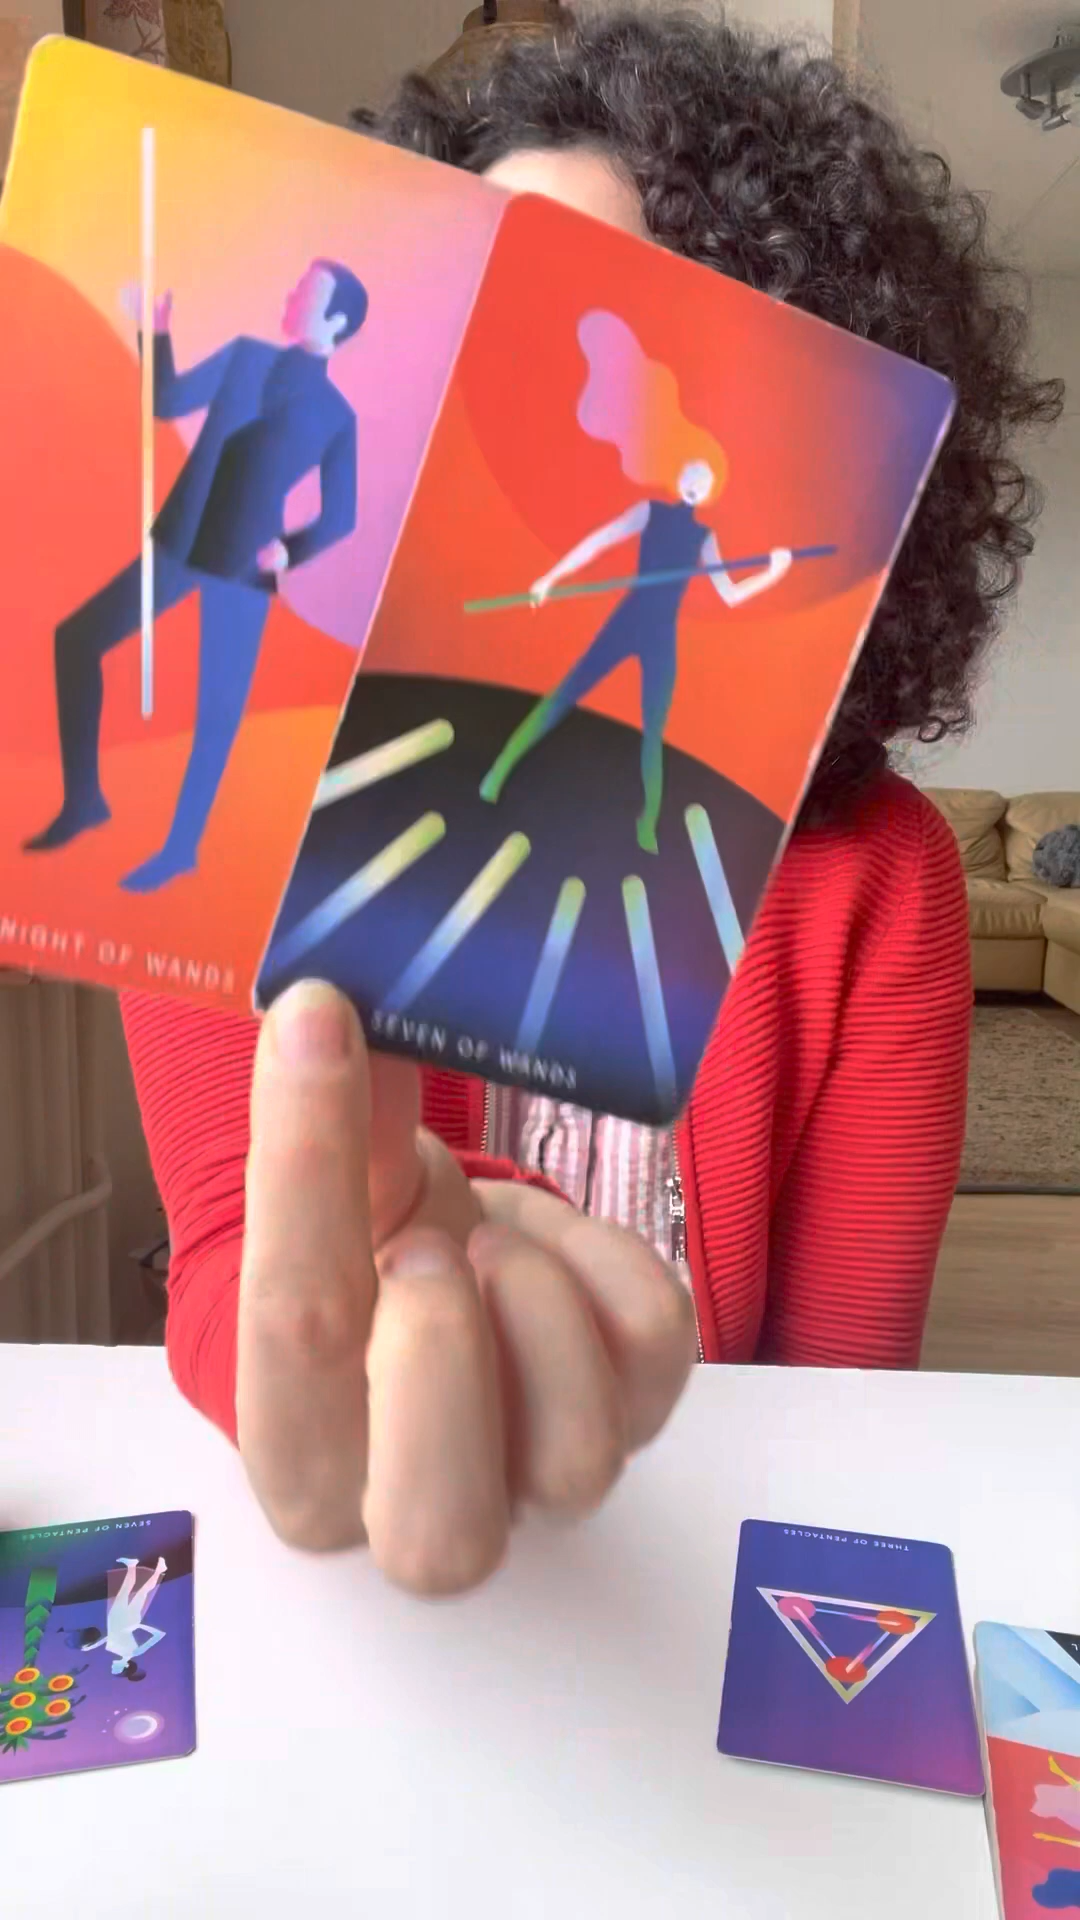 NIGHT OF WANDS
SEVEN OF WANDS
SEVEN OF PENTACLES
THREE OF PENTACLES